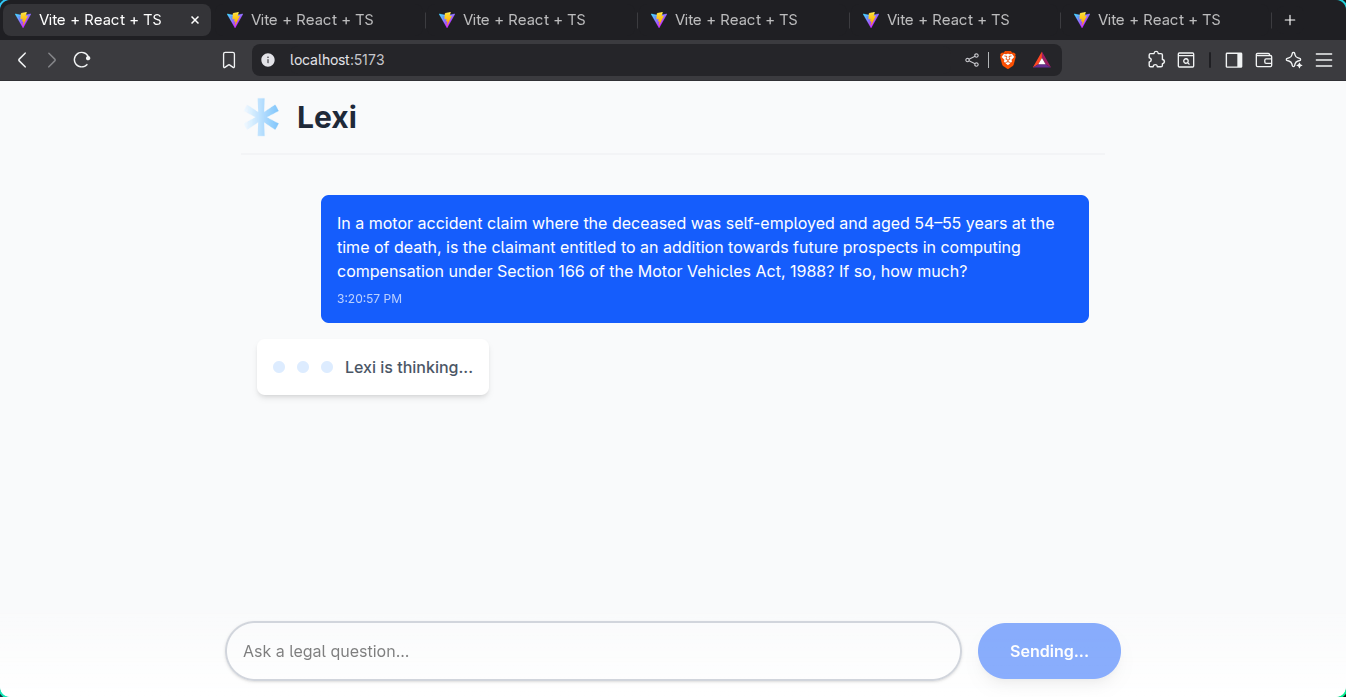 Vite + React + TS
Vite + React + TS
Vite + React + TS
Vite + React + TS
Vite + React + TS
Vite + React + TS
localhost:5173
Lexi
In a motor accident claim where the deceased was self-employed and aged 54–55 years at the
time of death, is the claimant entitled to an addition towards future prospects in computing
compensation under Section 166 of the Motor Vehicles Act, 1988? If so, how much?
3:20:57 PM
Lexi is thinking...
Ask a legal question...
Sending...